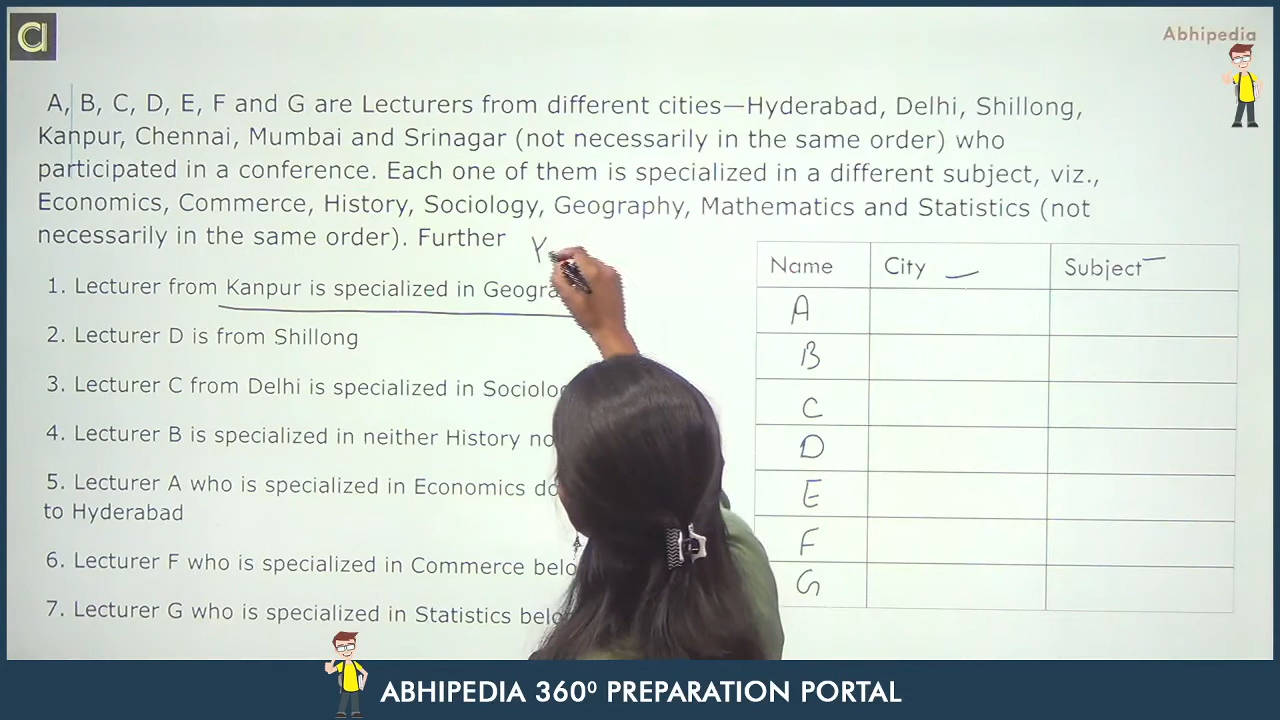 Abhipedia
A, B, C, D, E, F and G are Lecturers from different cities—Hyderabad, Delhi, Shillong,
Kanpur, Chennai, Mumbai and Srinagar (not necessarily in the same order) who
participated in a conference. Each one of them is specialized in a different subject, viz.,
Economics, Commerce, History, Sociology, Geography, Mathematics and Statistics (not
necessarily in the same order). Further
1. Lecturer from Kanpur is specialized in
2. Lecturer D is from Shillong
3. Lecturer C from Delhi is specialized in
4. Lecturer B is specialized in neither History
5. Lecturer A who is specialized in Economics
to Hyderabad
6. Lecturer F who is specialized in Commerce
7. Lecturer G who is specialized in Statistics
Name City Subject
A
B
C
D
E
F
G
ABHIPEDIA 360⁰ PREPARATION PORTAL